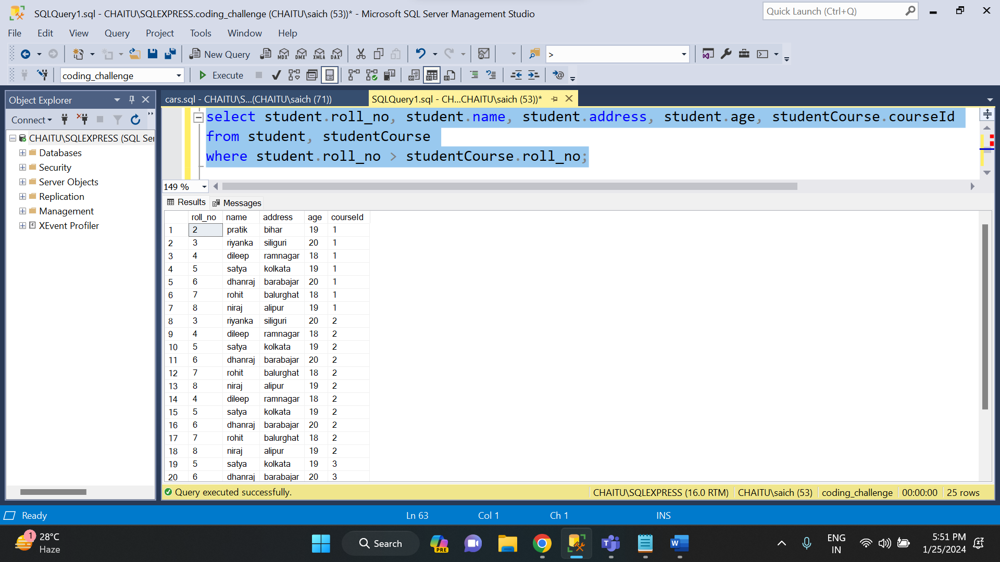 SQLQuery1.sql - CHAITU\SQLEXPRESS.coding_challenge (CHAITU\saich (53))* - Microsoft SQL Server Management Studio
Quick Launch (Ctrl+Q)
File Edit View Query Project Tools Window Help
New Query MDX DMX XMLA DAX >
coding_challenge Execute
Object Explorer
cars.sql - CHAITU\S...(CHAITU\saich (71))
SQLQuery1.sql - CH...CHAITU\saich (53))*
Connect
CHAITU\SQLEXPRESS (SQL Ser
Databases
Security
Server Objects
Replication
Management
XEvent Profiler
select student.roll_no, student.name, student.address, student.age, studentCourse.courseId
from student, studentCourse
where student.roll_no > studentCourse.roll_no;
149 %
Results Messages
roll_no name address age courseId
1 2 pratik bihar 19 1
2 3 riyanka siliguri 20 1
3 4 dileep ramnagar 18 1
4 5 satya kolkata 19 1
5 6 dhanraj barabajar 20 1
6 7 rohit balurghat 18 1
7 8 niraj alipur 19 1
8 3 riyanka siliguri 20 2
9 4 dileep ramnagar 18 2
10 5 satya kolkata 19 2
11 6 dhanraj barabajar 20 2
12 7 rohit balurghat 18 2
13 8 niraj alipur 19 2
14 4 dileep ramnagar 18 2
15 5 satya kolkata 19 2
16 6 dhanraj barabajar 20 2
17 7 rohit balurghat 18 2
18 8 niraj alipur 19 2
19 5 satya kolkata 19 3
20 6 dhanraj barabajar 20 3
Query executed successfully.
CHAITU\SQLEXPRESS (16.0 RTM) CHAITU\saich (53) coding_challenge 00:00:00 25 rows
Ready Ln 63 Col 1 Ch 1 INS
1 28°C
Haze
Search
PRE
ENG
IN
5:51 PM
1/25/2024